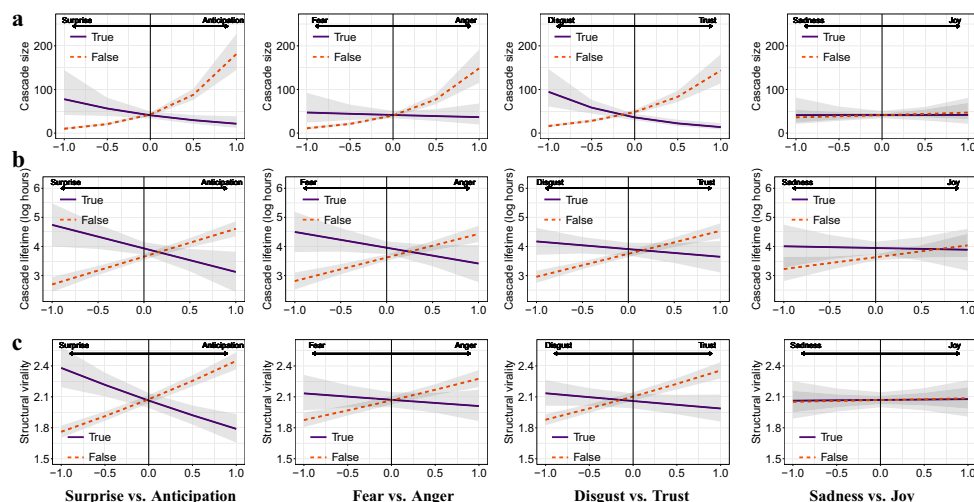 a
Surprise Anticipation
True
False
Cascade size
200
100
50
0
−1.0 −0.5 0.0 0.5 1.0
Fear Anger
True
False
Cascade size
200
100
50
0
−1.0 −0.5 0.0 0.5 1.0
Disgust Trust
True
False
Cascade size
200
100
50
0
−1.0 −0.5 0.0 0.5 1.0
Sadness Joy
True
False
Cascade size
200
100
50
0
−1.0 −0.5 0.0 0.5 1.0
b
Surprise Anticipation
True
False
Cascade lifetime (log hours)
6
5
4
3
−1.0 −0.5 0.0 0.5 1.0
Fear Anger
True
False
Cascade lifetime (log hours)
6
5
4
3
−1.0 −0.5 0.0 0.5 1.0
Disgust Trust
True
False
Cascade lifetime (log hours)
6
5
4
3
−1.0 −0.5 0.0 0.5 1.0
Sadness Joy
True
False
Cascade lifetime (log hours)
6
5
4
3
−1.0 −0.5 0.0 0.5 1.0
c
Surprise Anticipation
True
False
Structural virality
2.4
2.1
1.8
1.5
−1.0 −0.5 0.0 0.5 1.0
Surprise vs. Anticipation
Fear Anger
True
False
Structural virality
2.4
2.1
1.8
1.5
−1.0 −0.5 0.0 0.5 1.0
Fear vs. Anger
Disgust Trust
True
False
Structural virality
2.4
2.1
1.8
1.5
−1.0 −0.5 0.0 0.5 1.0
Disgust vs. Trust
Sadness Joy
True
False
Structural virality
2.4
2.1
1.8
1.5
−1.0 −0.5 0.0 0.5 1.0
Sadness vs. Joy